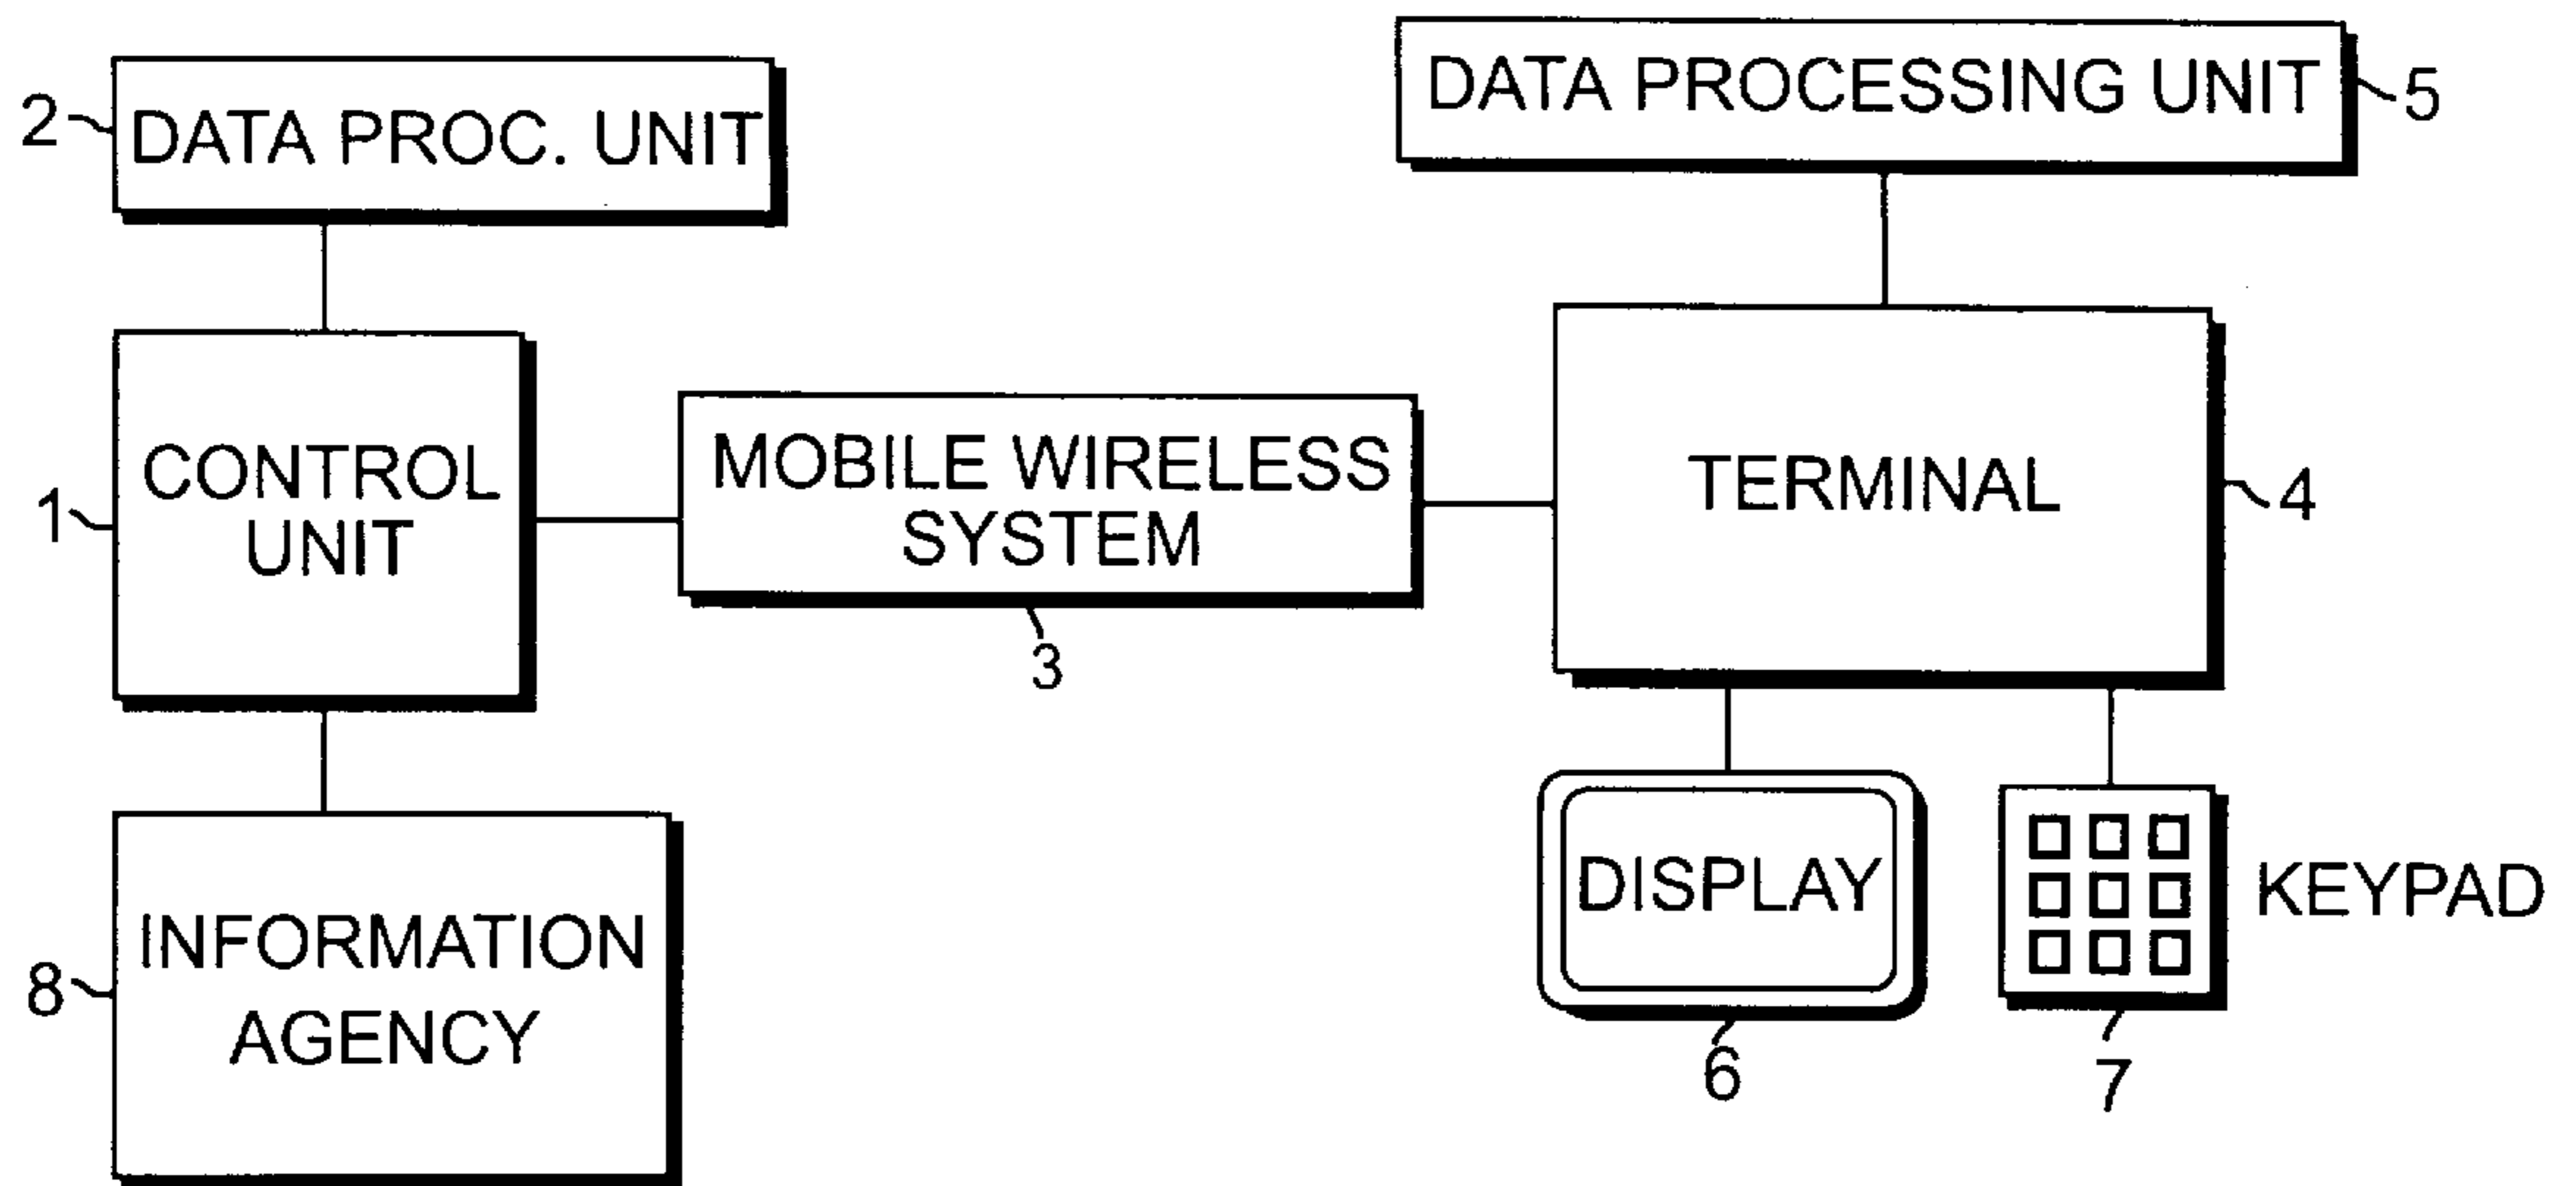 2
DATA PROC. UNIT
DATA PROCESSING UNIT
5
1
CONTROL
UNIT
MOBILE WIRELESS
SYSTEM
3
TERMINAL
4
8
INFORMATION
AGENCY
DISPLAY
6
KEYPAD
7